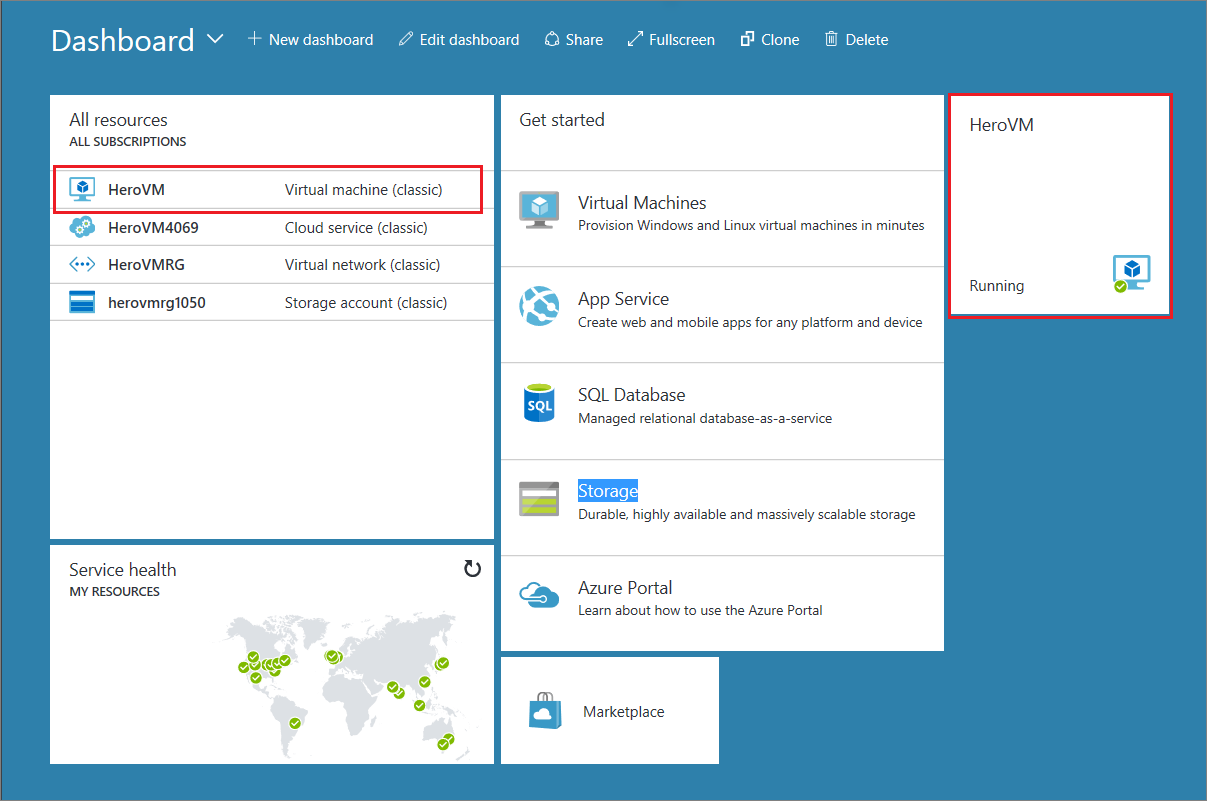 Dashboard
New dashboard
Edit dashboard
Share
Fullscreen
Clone
Delete
All resources
ALL SUBSCRIPTIONS
HeroVM Virtual machine (classic)
HeroVM4069 Cloud service (classic)
HeroVMRG Virtual network (classic)
herovmrg1050 Storage account (classic)
Service health
MY RESOURCES
Get started
Virtual Machines
Provision Windows and Linux virtual machines in minutes
App Service
Create web and mobile apps for any platform and device
SQL
SQL Database
Managed relational database-as-a-service
Storage
Durable, highly available and massively scalable storage
Azure Portal
Learn about how to use the Azure Portal
Marketplace
HeroVM
Running